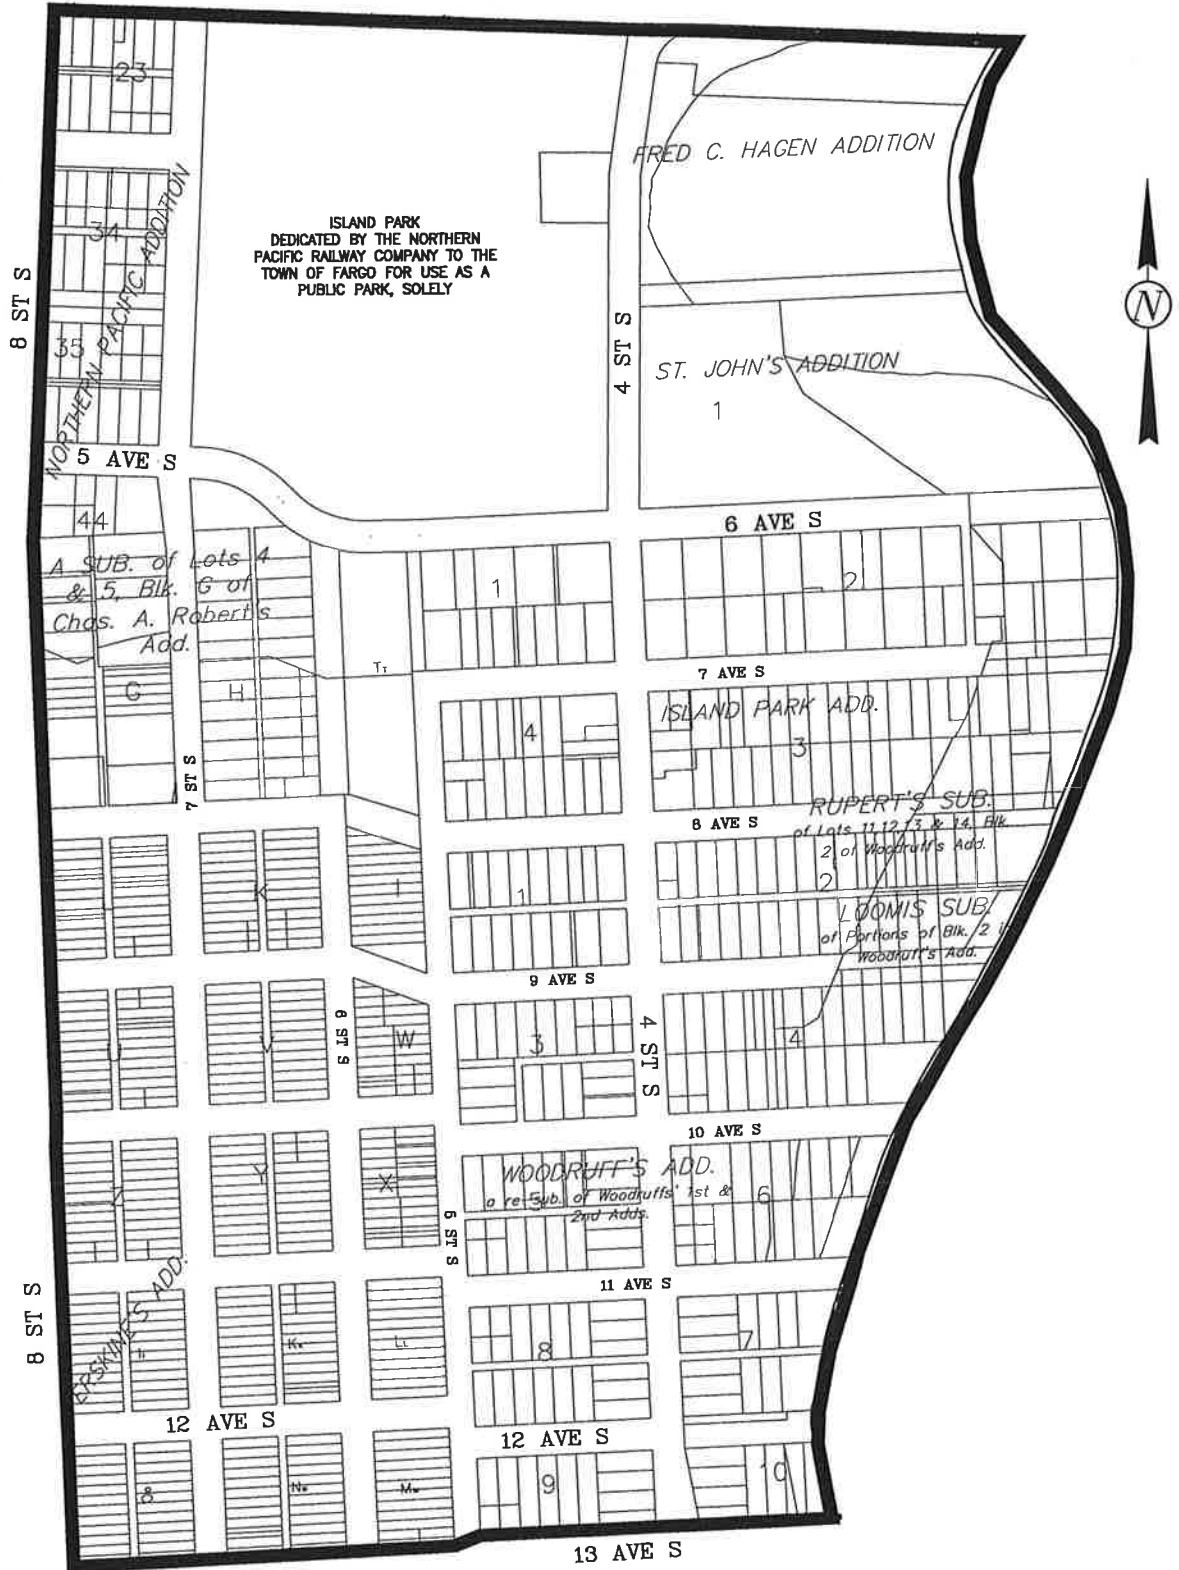 23
FRED C. HAGEN ADDITION
NORTHERN PACIFIC ADDITION
ISLAND PARK
DEDICATED BY THE NORTHERN
PACIFIC RAILWAY COMPANY TO THE
TOWN OF FARGO FOR USE AS A
PUBLIC PARK, SOLELY
34
8 ST S
N
35
4 ST S
ST. JOHN'S ADDITION
1
5 AVE S
44
6 AVE S
A SUB. of Lots 4
& 5, Blk. G of
Chas. A. Robert's
Add.
1
2
7 AVE S
G
H
ISLAND PARK ADD.
4
3
7 ST S
RUPERT'S SUB.
of Lots 11,12,13 & 14, Blk.
2 of Woodruff's Add.
8 AVE S
K
I
1
2
LOOMIS SUB.
of Portions of Blk. 2 i
Woodruff's Add.
9 AVE S
6 ST S
U
V
W
3
4 ST S
4
10 AVE S
WOODRUFF'S ADD.
a re-Sub. of Woodruffs' 1st &
2nd Adds.
Z
Y
X
5
6
5 ST S
11 AVE S
8 ST S
ERSKINE'S ADD.
8
7
12 AVE S
12 AVE S
9
10
13 AVE S